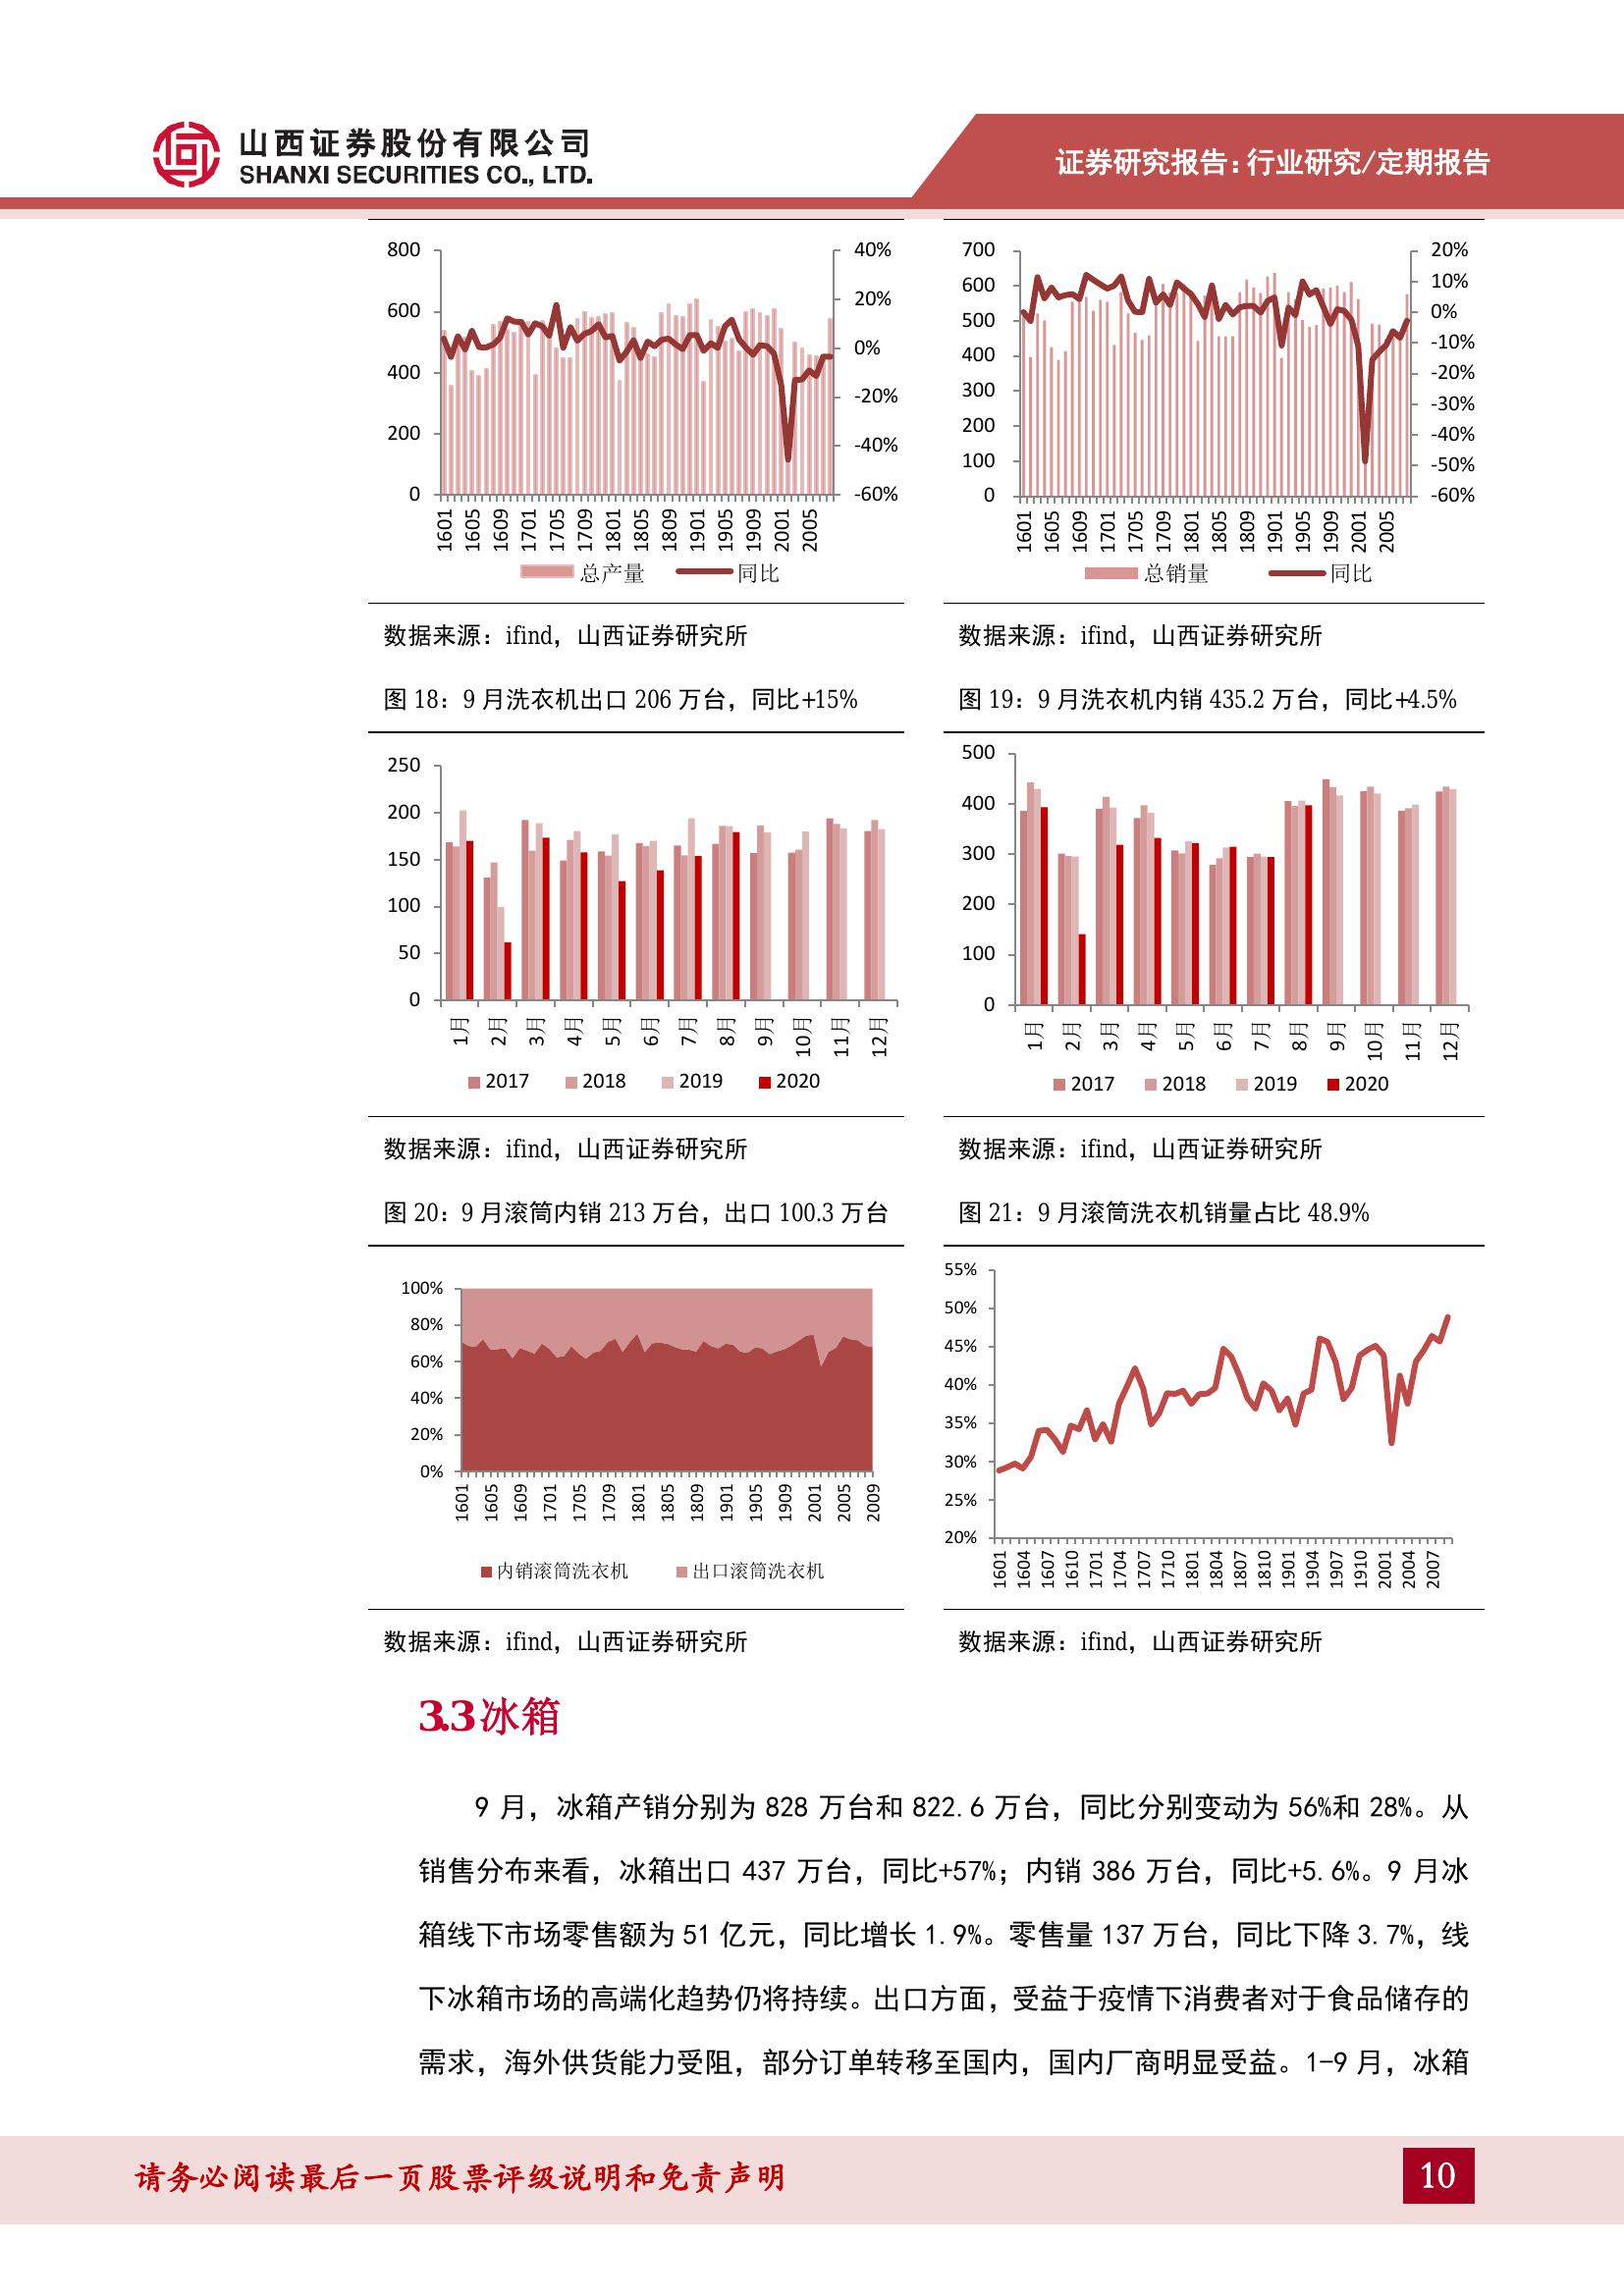 山西证券股份有限公司
SHANXI SECURITIES CO., LTD.
证券研究报告:行业研究/定期报告
800
600
400
200
0
40%
20%
0%
-20%
-40%
-60%
1601 1605 1609 1701 1705 1709 1801 1805 1809 1901 1905 1909 2001 2005
总产量 同比
700
600
500
400
300
200
100
0
20%
10%
0%
-10%
-20%
-30%
-40%
-50%
-60%
1601 1605 1609 1701 1705 1709 1801 1805 1809 1901 1905 1909 2001 2005
总销量 同比
数据来源：ifind，山西证券研究所
数据来源：ifind，山西证券研究所
图 18：9 月洗衣机出口 206 万台，同比+15%
图 19：9 月洗衣机内销 435.2 万台，同比+4.5%
250
200
150
100
50
0
1月 2月 3月 4月 5月 6月 7月 8月 9月 10月 11月 12月
2017 2018 2019 2020
500
400
300
200
100
0
1月 2月 3月 4月 5月 6月 7月 8月 9月 10月 11月 12月
2017 2018 2019 2020
数据来源：ifind，山西证券研究所
数据来源：ifind，山西证券研究所
图 20：9 月滚筒内销 213 万台，出口 100.3 万台
图 21：9 月滚筒洗衣机销量占比 48.9%
100%
80%
60%
40%
20%
0%
1601 1605 1609 1701 1705 1709 1801 1805 1809 1901 1905 1909 2001 2005 2009
内销滚筒洗衣机 出口滚筒洗衣机
55%
50%
45%
40%
35%
30%
25%
20%
1601 1604 1607 1610 1701 1704 1707 1710 1801 1804 1807 1810 1901 1904 1907 1910 2001 2004 2007
数据来源：ifind，山西证券研究所
数据来源：ifind，山西证券研究所
3.3 冰箱
9 月，冰箱产销分别为 828 万台和 822.6 万台，同比分别变动为 56%和 28%。从
销售分布来看，冰箱出口 437 万台，同比+57%；内销 386 万台，同比+5.6%。9 月冰
箱线下市场零售额为 51 亿元，同比增长 1.9%。零售量 137 万台，同比下降 3.7%，线
下冰箱市场的高端化趋势仍将持续。出口方面，受益于疫情下消费者对于食品储存的
需求，海外供货能力受阻，部分订单转移至国内，国内厂商明显受益。1-9 月，冰箱
请务必阅读最后一页股票评级说明和免责声明
10